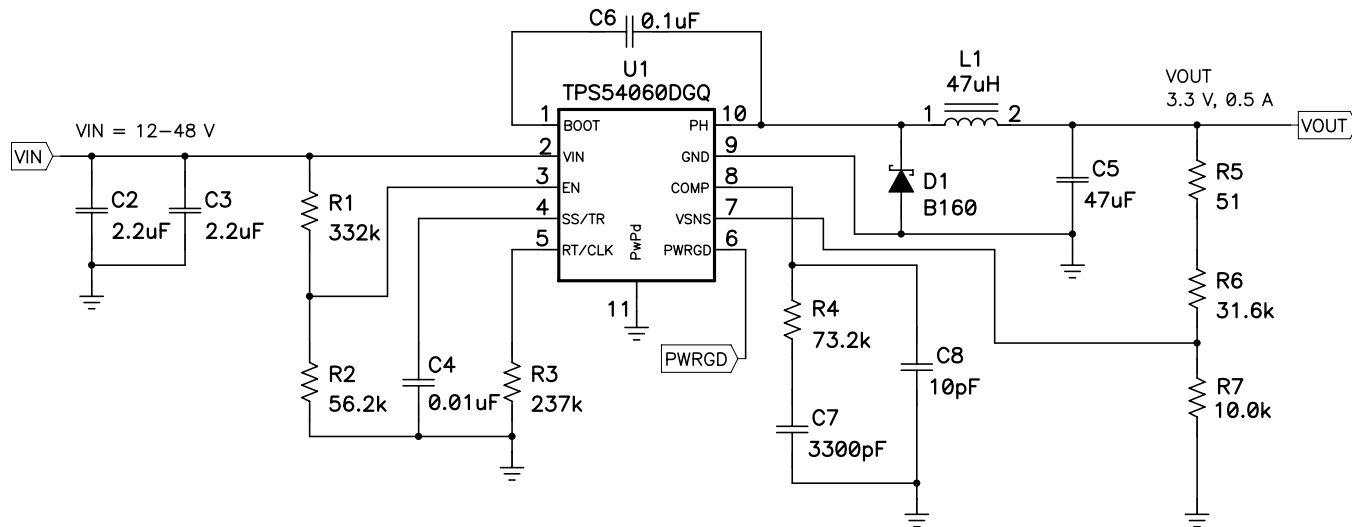 C6
0.1uF
U1
TPS54060DGQ
L1
47uH
VOUT
3.3 V, 0.5 A
VIN = 12-48 V
VIN
VOUT
1
BOOT
PH
10
1
2
2
VIN
GND
9
3
EN
COMP
8
4
SS/TR
VSNS
7
5
RT/CLK
PwPd
PWRGD
6
11
C2
2.2uF
C3
2.2uF
R1
332k
D1
B160
C5
47uF
R5
51
R6
31.6k
R4
73.2k
PWRGD
R2
56.2k
C4
0.01uF
R3
237k
C8
10pF
R7
10.0k
C7
3300pF